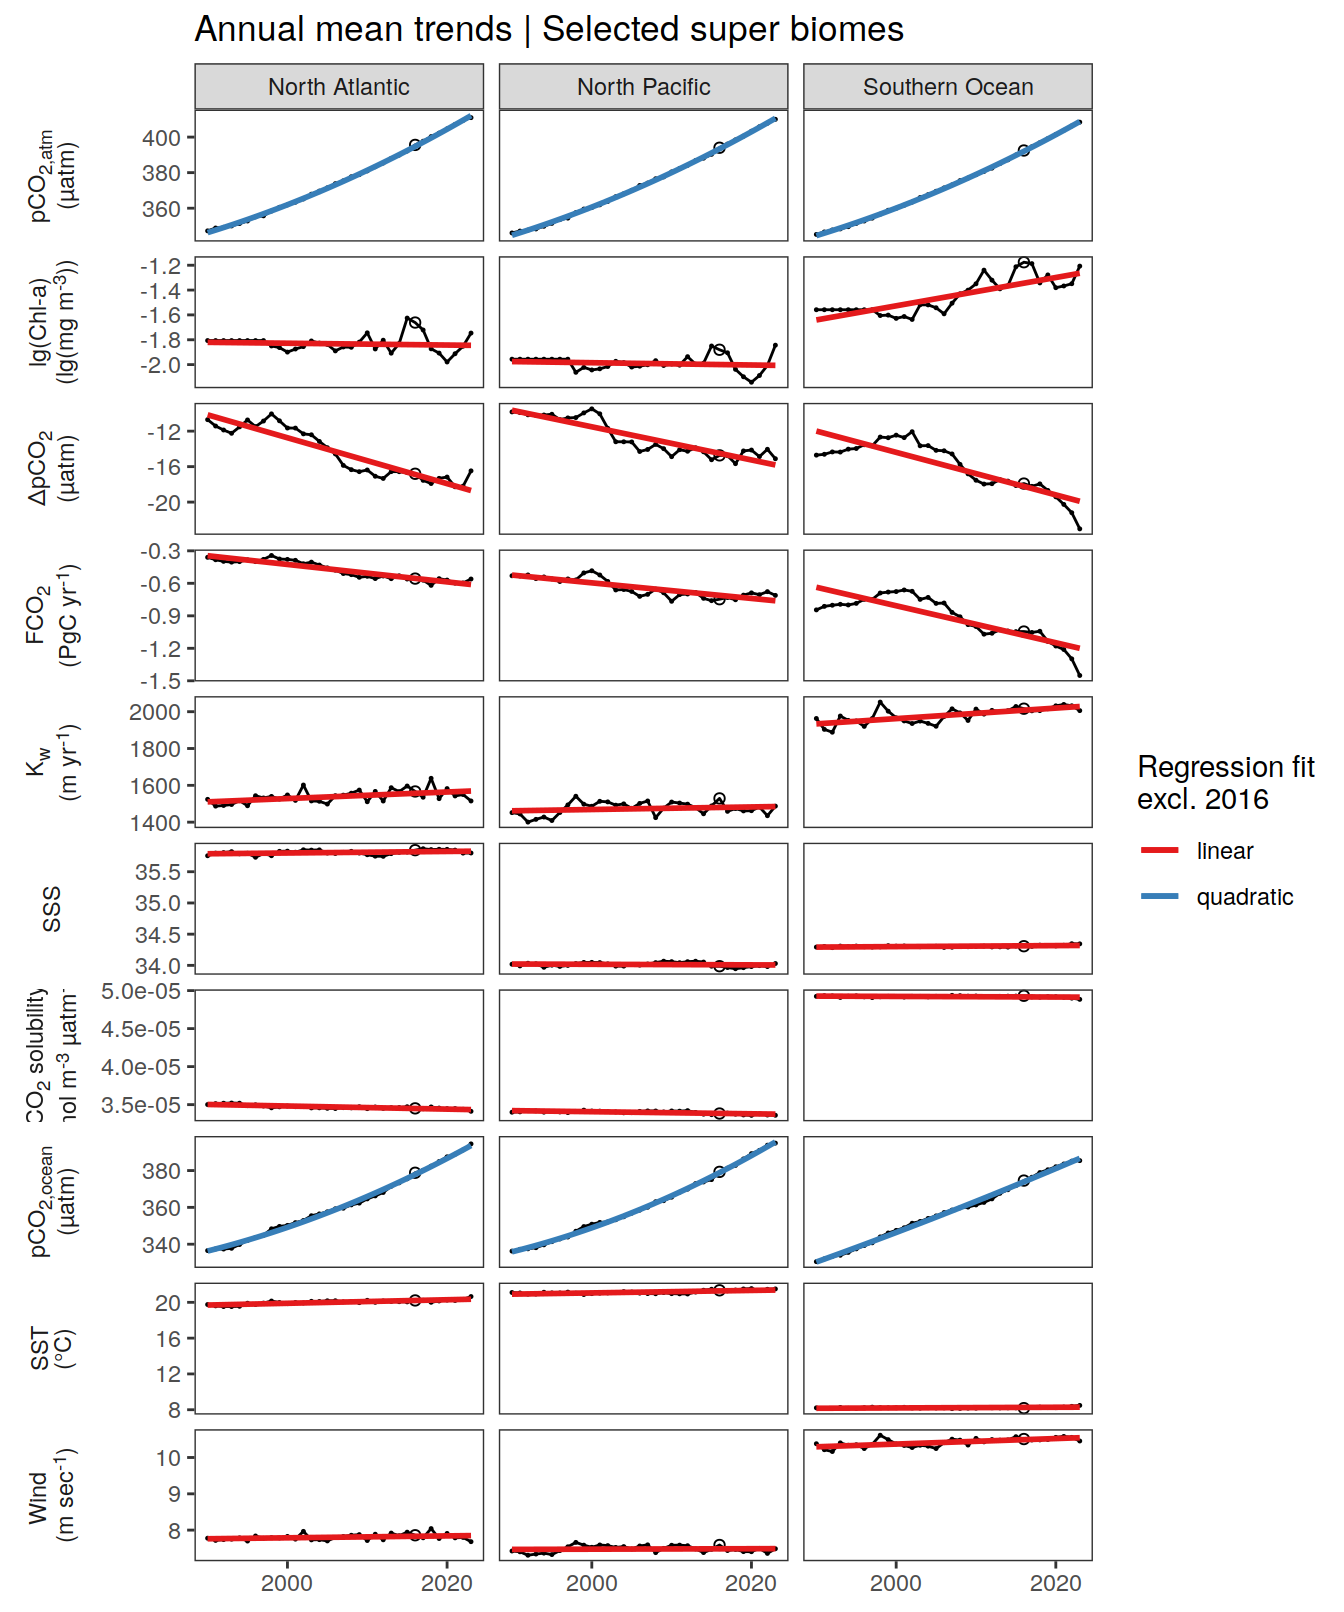 Annual mean trends | Selected super biomes
North Atlantic
North Pacific
Southern Ocean
pCO2,atm
(µatm)
400
380
360
lg(Chl-a)
(lg(mg m-3))
-1.2
-1.4
-1.6
-1.8
-2.0
ΔpCO2
(µatm)
-12
-16
-20
FCO2
(PgC yr-1)
-0.3
-0.6
-0.9
-1.2
-1.5
Kw
(m yr-1)
2000
1800
1600
1400
SSS
35.5
35.0
34.5
34.0
CO2 solubility
m-3 µatm-
5.0e-05
4.5e-05
4.0e-05
3.5e-05
pCO2,ocean
(µatm)
380
360
340
SST
(°C)
20
16
12
8
Wind
(m sec-1)
10
9
8
2000
2020
2000
2020
2000
2020
Regression fit
excl. 2016
linear
quadratic